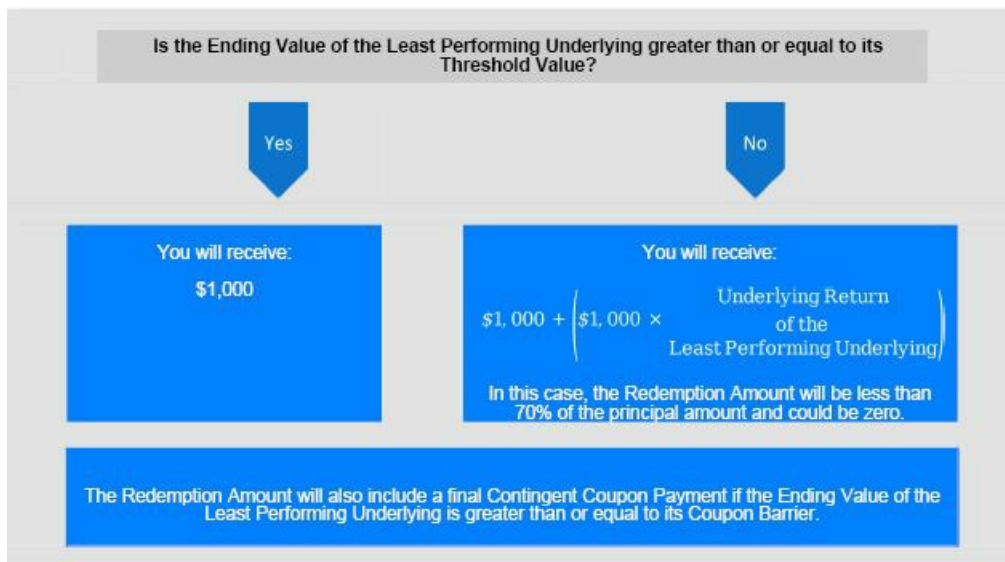 Is the Ending Value of the Least Performing Underlying greater than or equal to its
Threshold Value?
Yes
No
You will receive:
$1,000
You will receive:
$1, 000 + ($1, 000 × Underlying Return
of the
Least Performing Underlying)
In this case, the Redemption Amount will be less than
70% of the principal amount and could be zero.
The Redemption Amount will also include a final Contingent Coupon Payment if the Ending Value of the
Least Performing Underlying is greater than or equal to its Coupon Barrier.